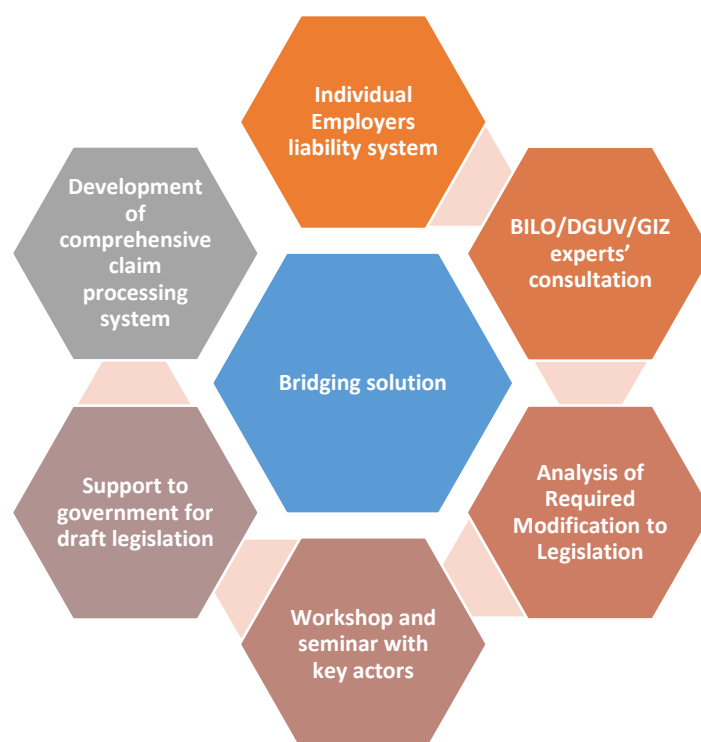 Individual
Employers
liability system
BILO/DGUV/GIZ
experts’
consultation
Analysis of
Required
Modification to
Legislation
Workshop and
seminar with
key actors
Support to
government for
draft legislation
Development
of
comprehensive
claim
processing
system
Bridging solution